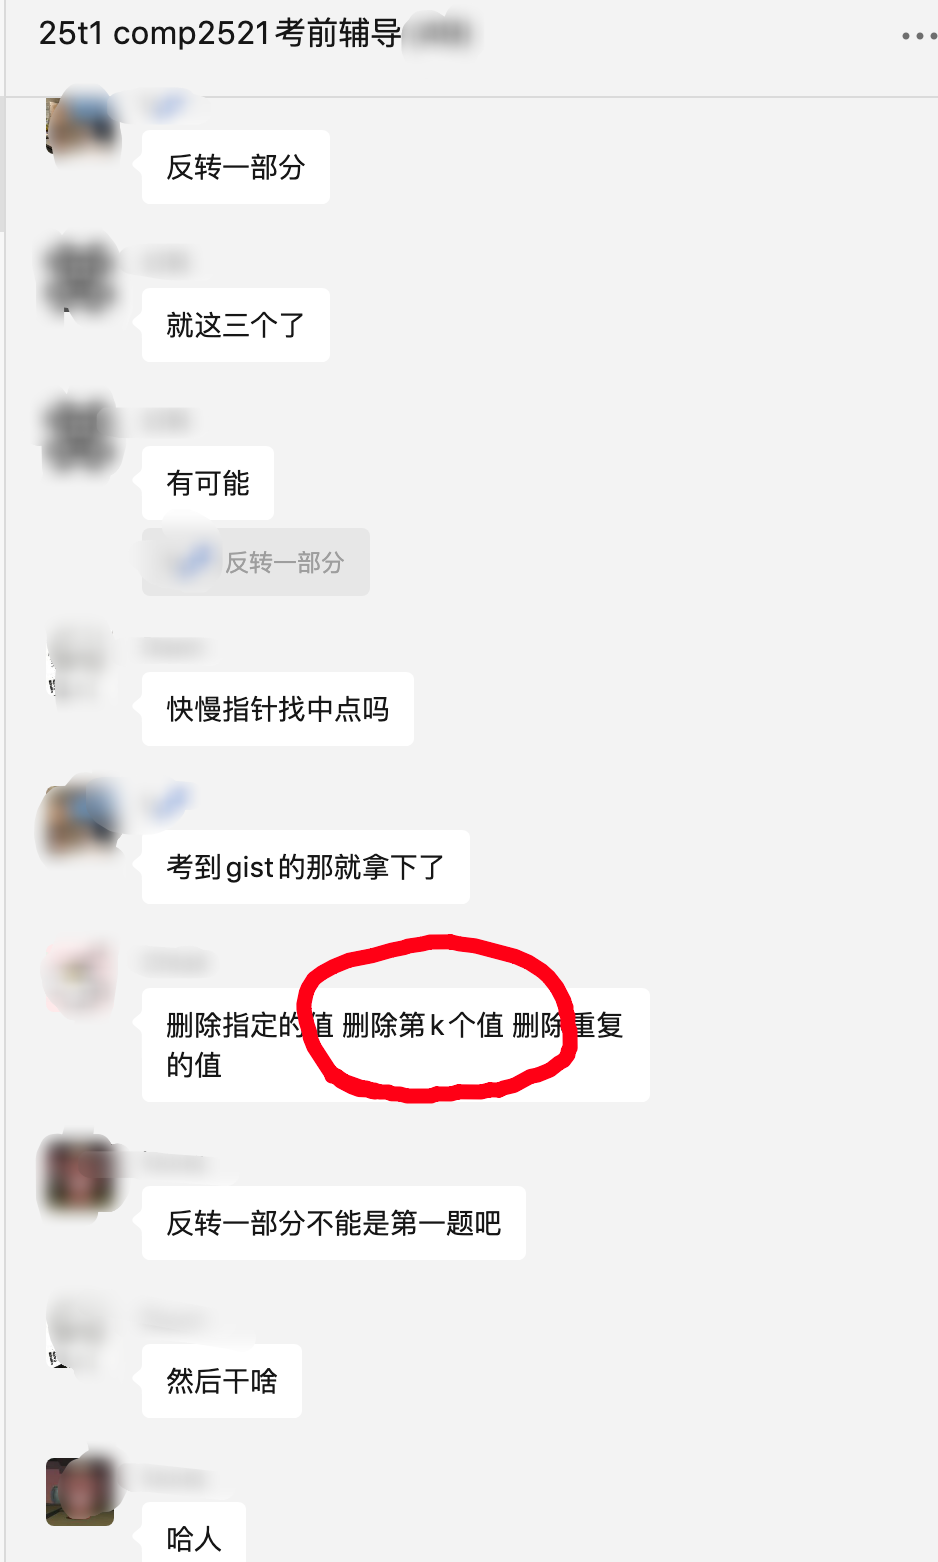 25t1 comp2521考前辅导
反转一部分
就这三个了
有可能
反转一部分
快慢指针找中点吗
考到gist的那就拿下了
删除指定的值 删除第k个值 删除重复
的值
反转一部分不能是第一题吧
然后干啥
哈人